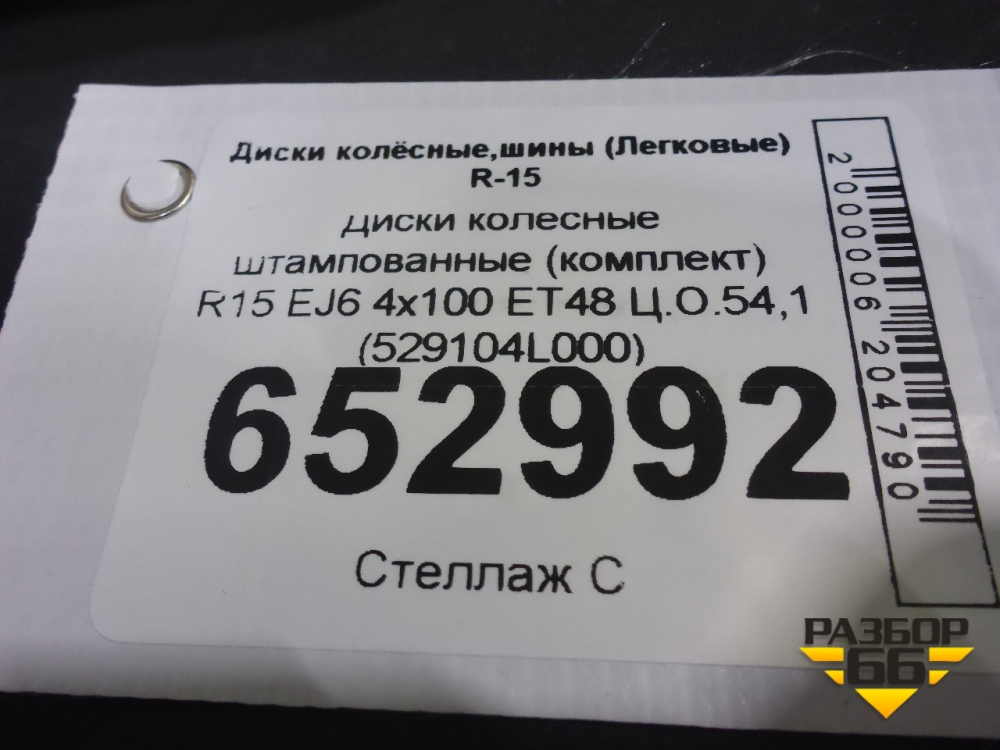 Диски колёсные,шины (Легковые)
R-15
диски колесные
штампованные (комплект)
R15 EJ6 4x100 ET48 Ц.О.54,1
(529104L000)
652992
Стеллаж С
2000006204790
РАЗБОР
66